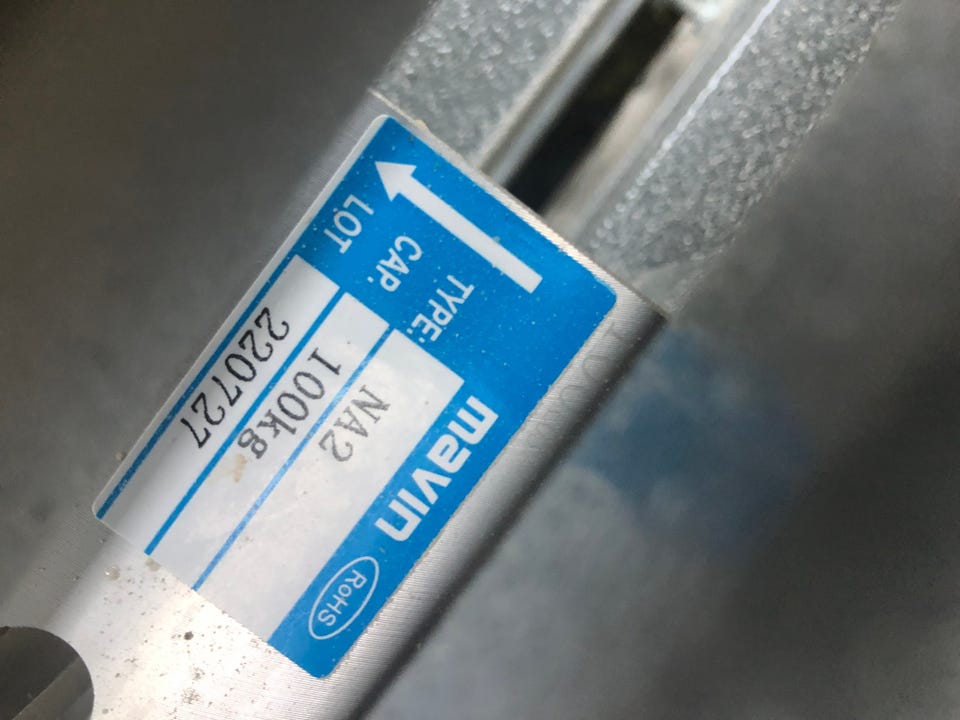 mavin RoHS
TYPE: NA2
CAP. 100kg
LOT 220727